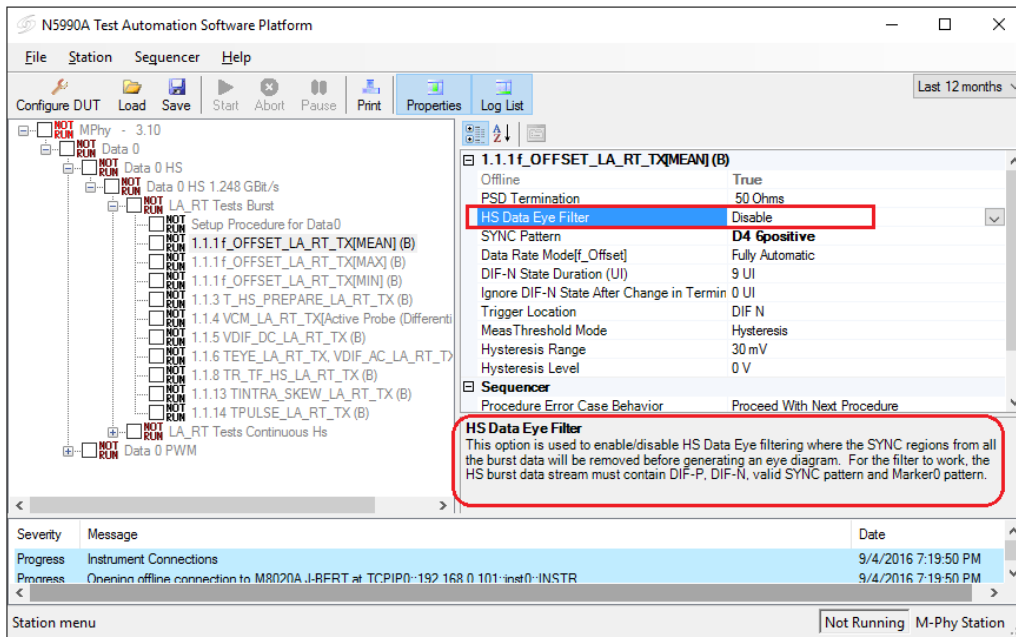 N5990A Test Automation Software Platform
File Station Sequencer Help
Configure DUT Load Save Start Abort Pause Print Properties Log List Last 12 months
NOT RUN MPhy - 3.10
NOT RUN Data 0
NOT RUN Data 0 HS
NOT RUN Data 0 HS 1.248 GBit/s
NOT RUN LA_RT Tests Burst
NOT RUN Setup Procedure for Data0
NOT RUN 1.1.1 f_OFFSET_LA_RT_TX[MEAN] (B)
NOT RUN 1.1.1 f_OFFSET_LA_RT_TX[MAX] (B)
NOT RUN 1.1.1 f_OFFSET_LA_RT_TX[MIN] (B)
NOT RUN 1.1.3 T_HS_PREPARE_LA_RT_TX (B)
NOT RUN 1.1.4 VCM_LA_RT_TX[Active Probe (Differenti
NOT RUN 1.1.5 VDIF_DC_LA_RT_TX (B)
NOT RUN 1.1.6 TEYE_LA_RT_TX, VDIF_AC_LA_RT_TX
NOT RUN 1.1.8 TR_TF_HS_LA_RT_TX (B)
NOT RUN 1.1.13 TINTRA_SKEW_LA_RT_TX (B)
NOT RUN 1.1.14 TPULSE_LA_RT_TX (B)
NOT RUN LA_RT Tests Continuous Hs
NOT RUN Data 0 PWM
1.1.1 f_OFFSET_LA_RT_TX[MEAN] (B)
Offline True
PSD Termination 50 Ohms
HS Data Eye Filter Disable
SYNC Pattern D4 6positive
Data Rate Mode[f_Offset] Fully Automatic
DIF-N State Duration (UI) 9 UI
Ignore DIF-N State After Change in Termin 0 UI
Trigger Location DIF N
MeasThreshold Mode Hysteresis
Hysteresis Range 30 mV
Hysteresis Level 0 V
Sequencer
Procedure Error Case Behavior Proceed With Next Procedure
HS Data Eye Filter
This option is used to enable/disable HS Data Eye filtering where the SYNC regions from all
the burst data will be removed before generating an eye diagram. For the filter to work, the
HS burst data stream must contain DIF-P, DIF-N, valid SYNC pattern and Marker0 pattern.
Severity Message Date
Progress Instrument Connections 9/4/2016 7:19:50 PM
Progress Opening offline connection to M8020A J-BERT at TCPIP0::192.168.0.101::inst0::INSTR 9/4/2016 7:19:50 PM
Station menu Not Running M-Phy Station